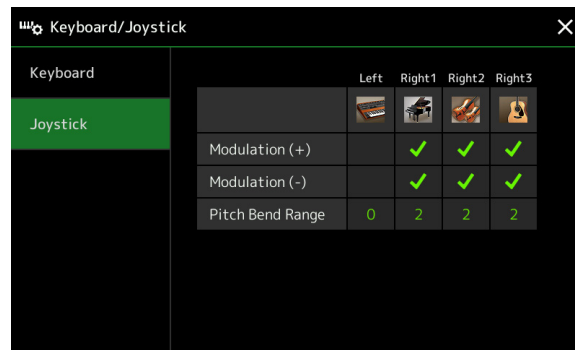 Keyboard/Joystick
Keyboard
Joystick
Left Right1 Right2 Right3
Modulation (+)
Modulation (-)
Pitch Bend Range 0 2 2 2